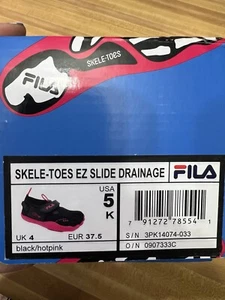 SKELE-TOES
FILA
SKELE-TOES EZ SLIDE DRAINAGE FILA
USA
5
K
UK 4 EUR 37.5
black/hotpink
7 91272 78554 1
S/N 3PK14074-033
O/N 0907333C